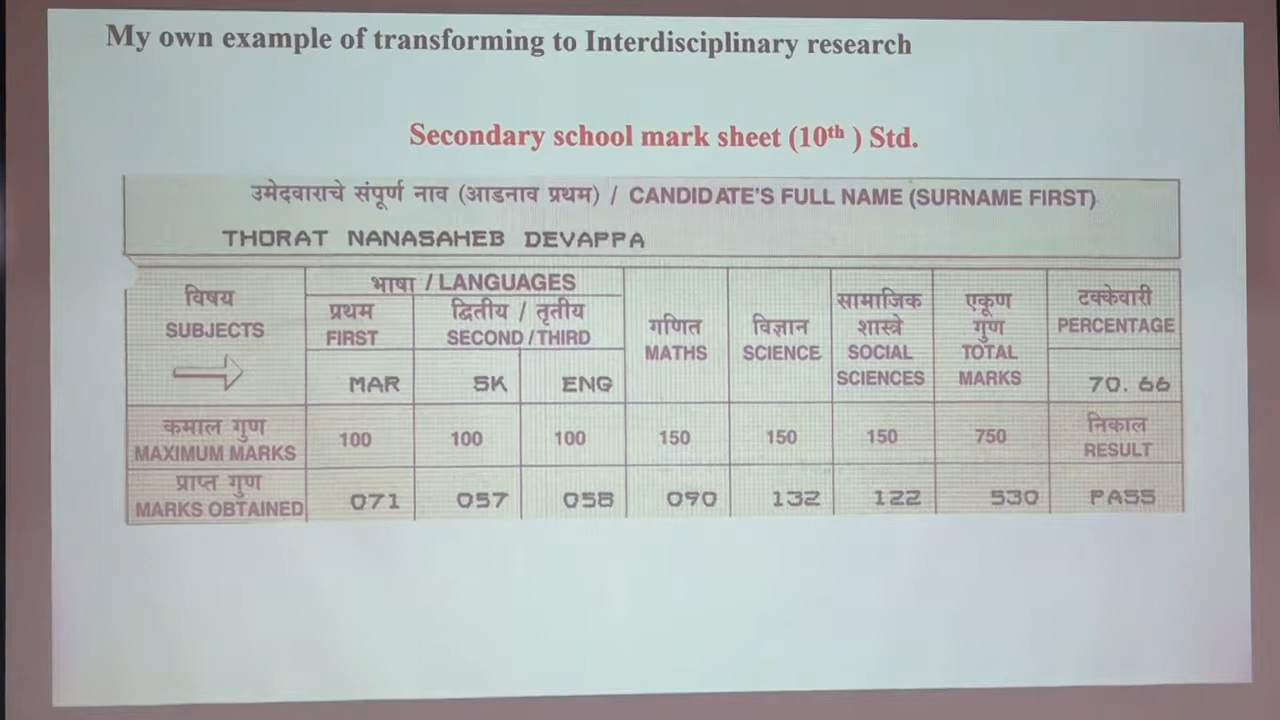 My own example of transforming to Interdisciplinary research
Secondary school mark sheet (10th ) Std.
उमेदवाराचे संपूर्ण नाव (आडनाव प्रथम) / CANDIDATE'S FULL NAME (SURNAME FIRST)
THORAT NANASAHEB DEVAPPA
विषय SUBJECTS
भाषा / LANGUAGES
प्रथम FIRST
द्वितीय / तृतीय SECOND / THIRD
MAR SK ENG
गणित MATHS
विज्ञान SCIENCE
सामाजिक शास्त्रे SOCIAL SCIENCES
एकूण गुण TOTAL MARKS
टक्केवारी PERCENTAGE
70.66
कमाल गुण MAXIMUM MARKS 100 100 100 150 150 150 750
निकाल RESULT
प्राप्त गुण MARKS OBTAINED 071 057 058 090 132 122 530 PASS